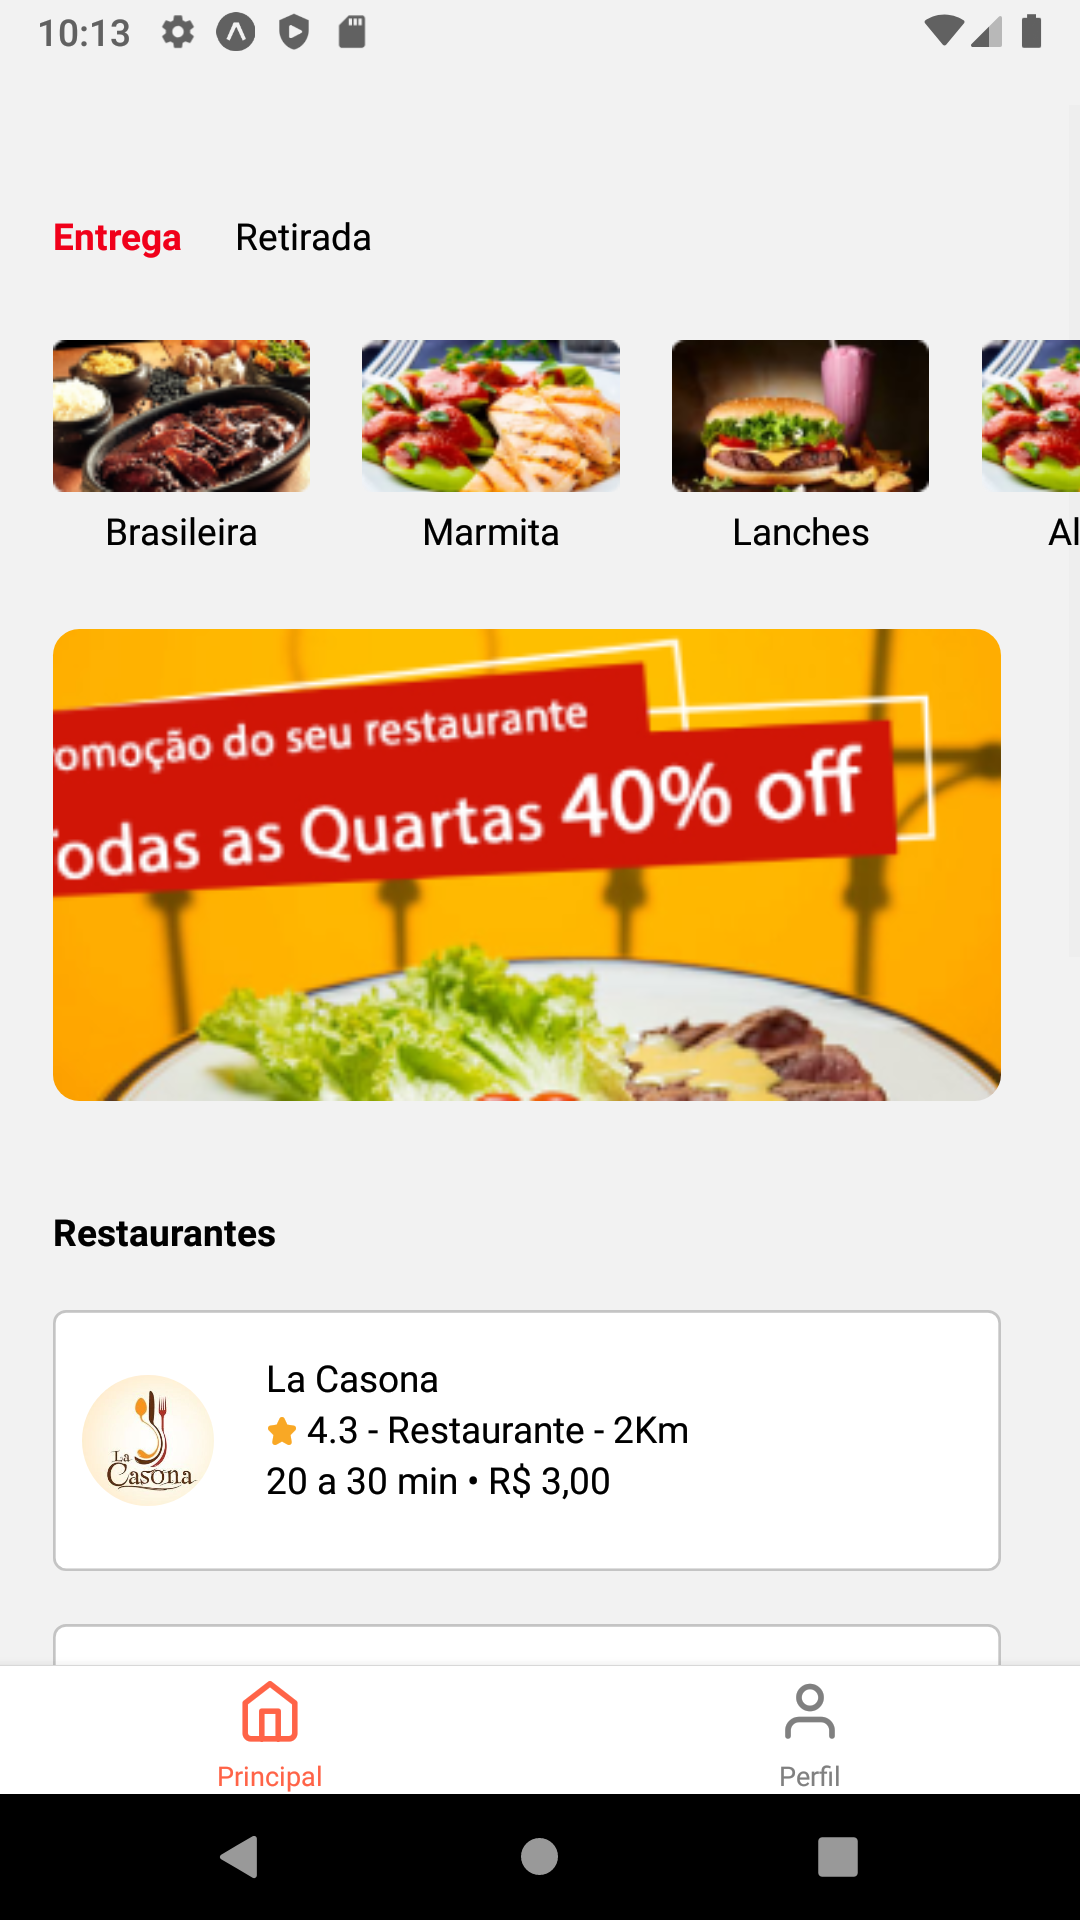 10:13
Entrega Retirada
Brasileira Marmita Lanches Al
omoção do seu restaurante
odas as Quartas 40% off
Restaurantes
La Casona
4.3 - Restaurante - 2Km
20 a 30 min • R$ 3,00
La
Casona
Principal Perfil